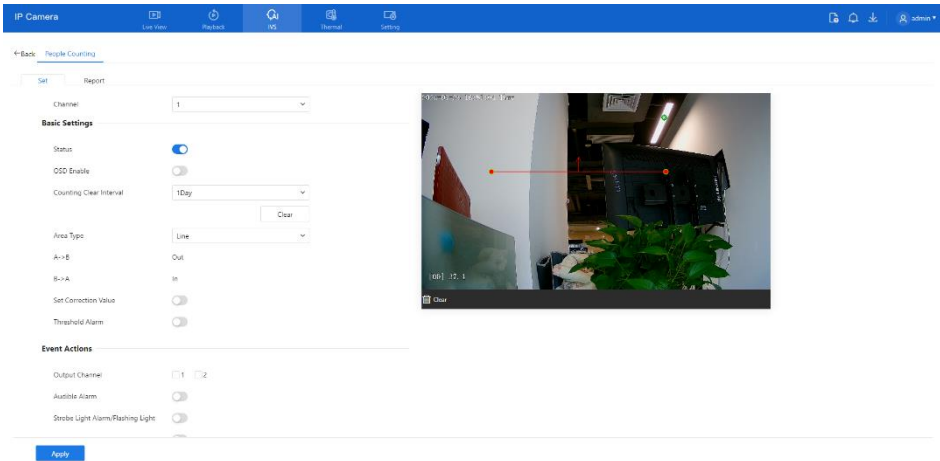 IP Camera
Live View
Playback
IVS
Thermal
Setting
admin
Back People Counting
Set Report
Channel 1
Basic Settings
Status
OSD Enable
Counting Clear Interval 1Day
Clear
Area Type Line
A->B Out
B->A In
Set Correction Value
Threshold Alarm
Clear
Event Actions
Output Channel 1 2
Audible Alarm
Strobe Light Alarm/Flashing Light
Apply